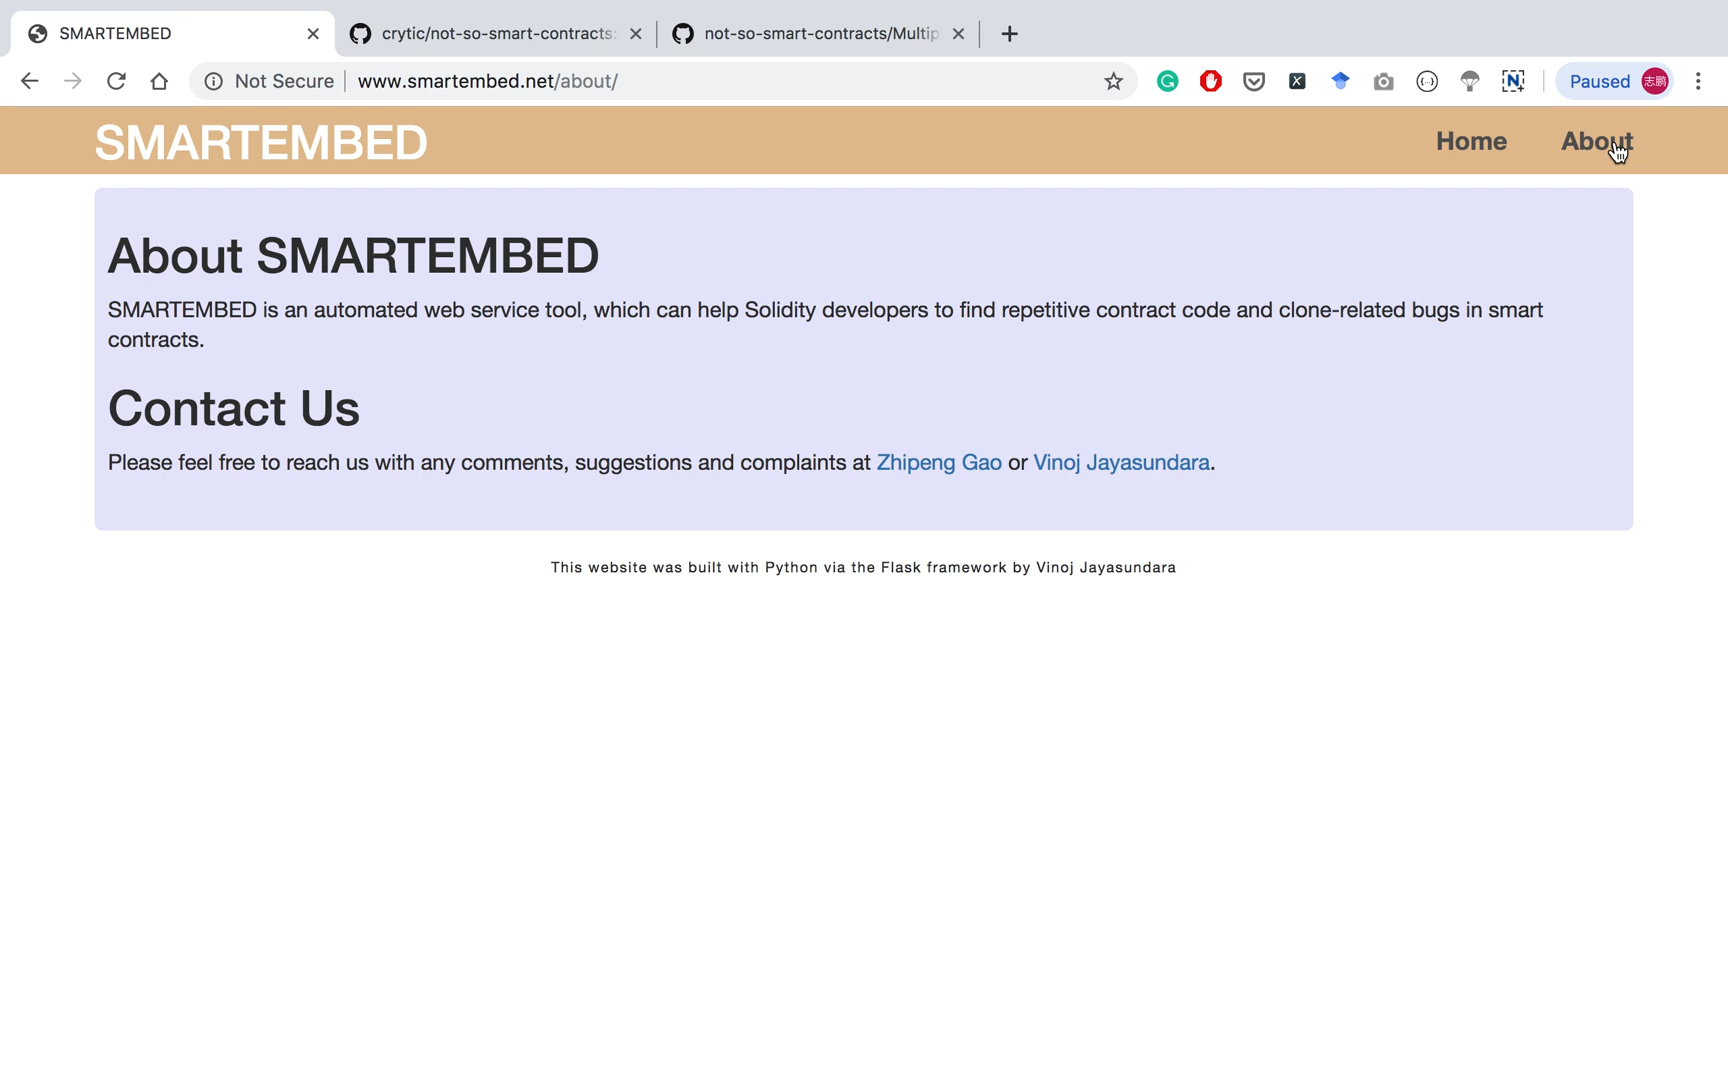 SMARTEMBED
crytic/not-so-smart-contracts:
not-so-smart-contracts/Multip
Not Secure
www.smartembed.net/about/
Paused
志鹏
SMARTEMBED
Home
About
About SMARTEMBED
SMARTEMBED is an automated web service tool, which can help Solidity developers to find repetitive contract code and clone-related bugs in smart
contracts.
Contact Us
Please feel free to reach us with any comments, suggestions and complaints at Zhipeng Gao or Vinoj Jayasundara.
This website was built with Python via the Flask framework by Vinoj Jayasundara